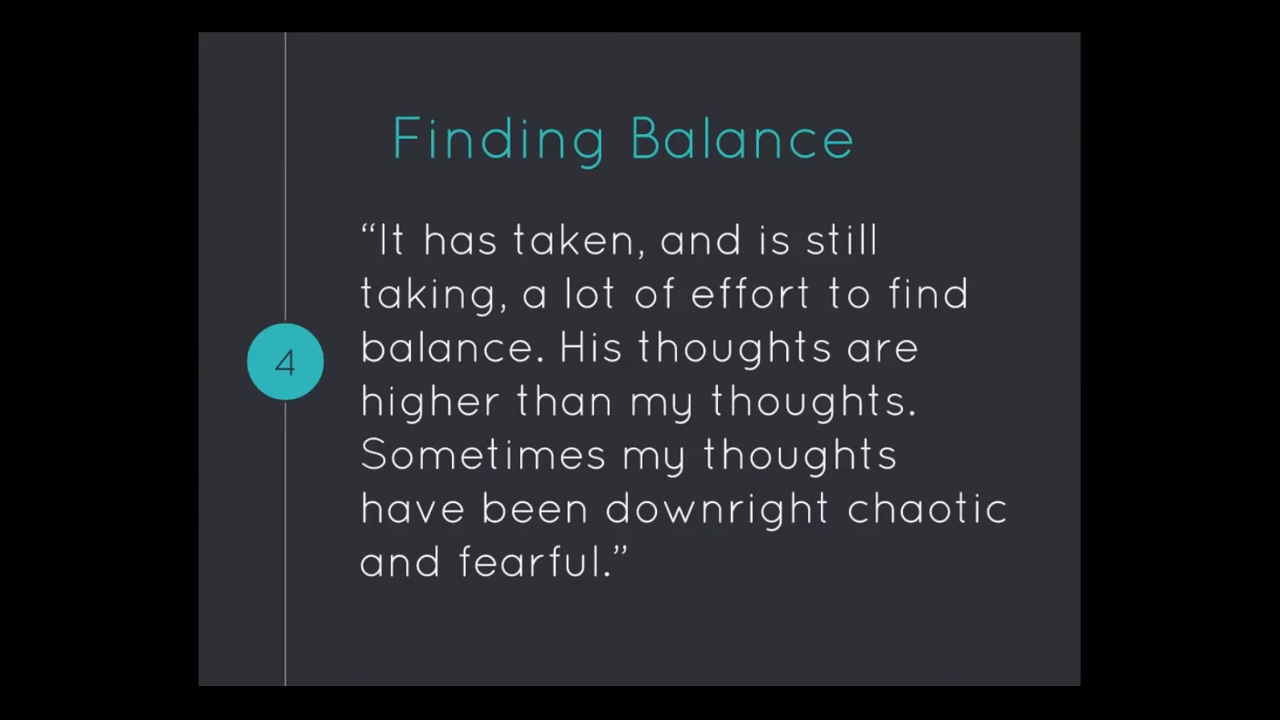 Finding Balance
“It has taken, and is still
taking, a lot of effort to find
balance. His thoughts are
4
higher than my thoughts.
Sometimes my thoughts
have been downright chaotic
and fearful.”